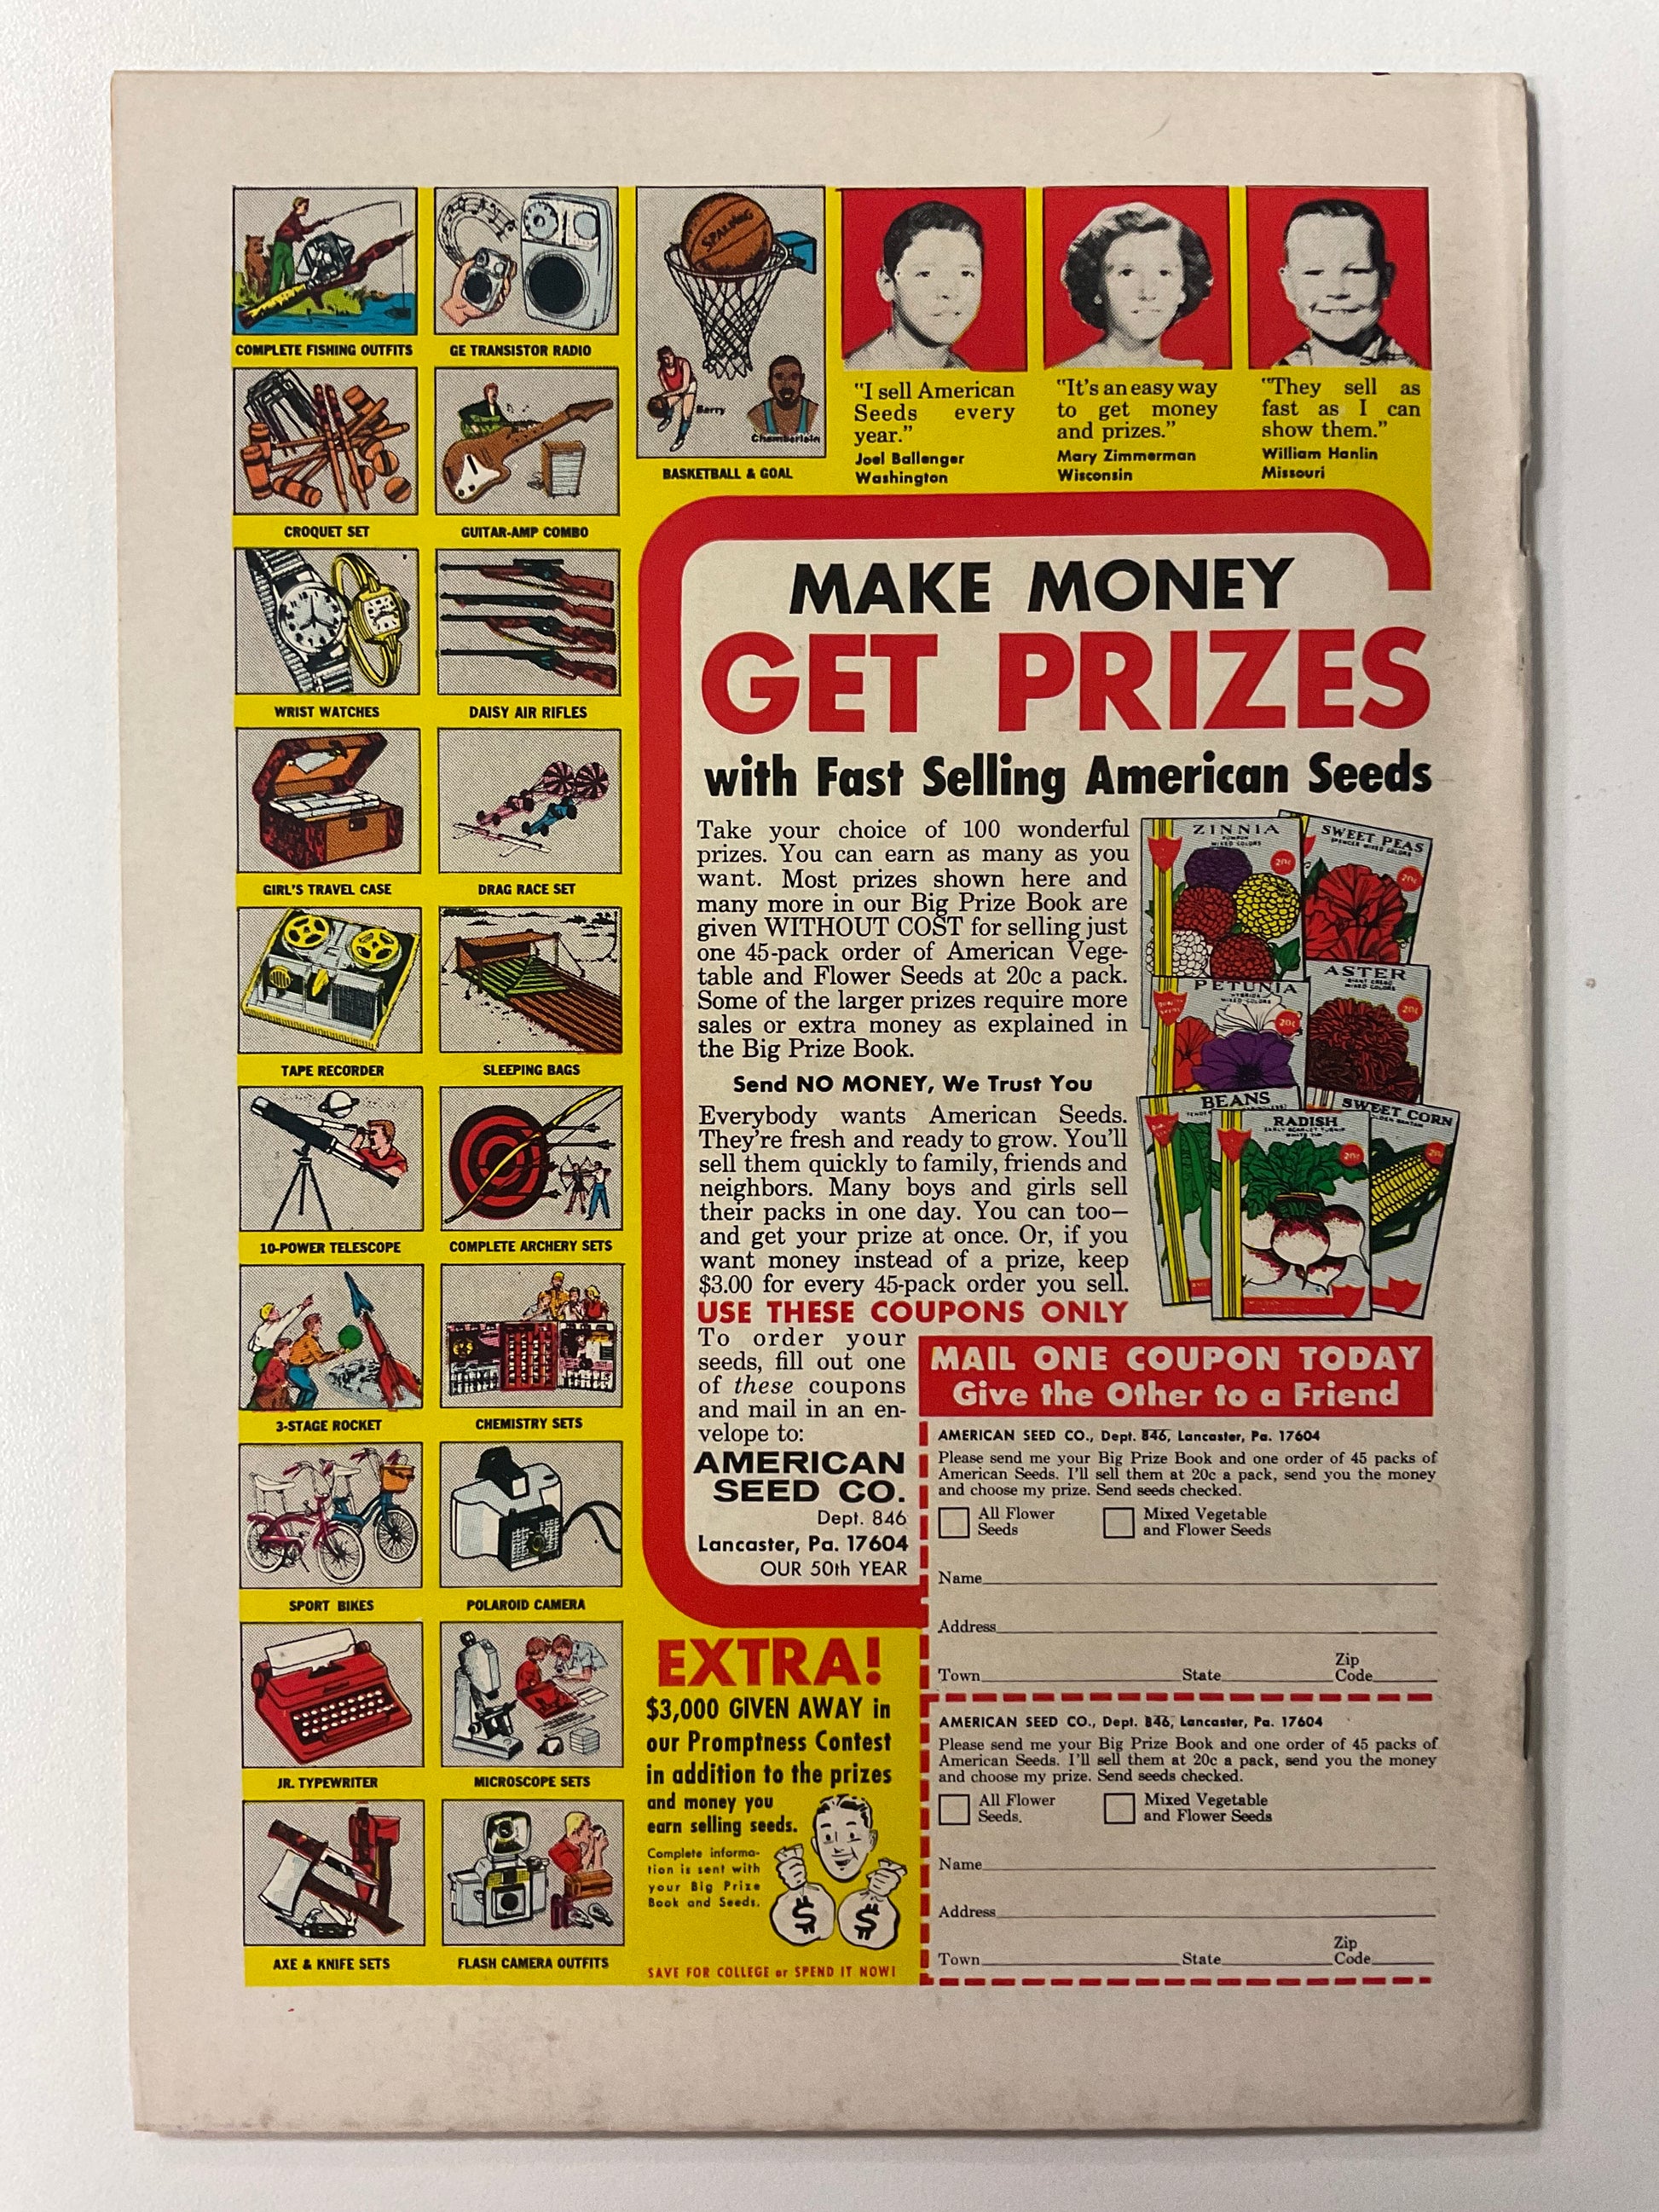 COMPLETE FISHING OUTFITS
GE TRANSISTOR RADIO
SPALDING
Barry
Chamberlain
BASKETBALL & GOAL
CROQUET SET
GUITAR-AMP COMBO
WRIST WATCHES
DAISY AIR RIFLES
GIRL'S TRAVEL CASE
DRAG RACE SET
TAPE RECORDER
SLEEPING BAGS
10-POWER TELESCOPE
COMPLETE ARCHERY SETS
3-STAGE ROCKET
CHEMISTRY SETS
SPORT BIKES
POLAROID CAMERA
JR. TYPEWRITER
MICROSCOPE SETS
AXE & KNIFE SETS
FLASH CAMERA OUTFITS
"I sell American
Seeds every
year."
Joel Ballenger
Washington
"It's an easy way
to get money
and prizes."
Mary Zimmerman
Wisconsin
"They sell as
fast as I can
show them."
William Hanlin
Missouri
MAKE MONEY
GET PRIZES
with Fast Selling American Seeds
Take your choice of 100 wonderful
prizes. You can earn as many as you
want. Most prizes shown here and
many more in our Big Prize Book are
given WITHOUT COST for selling just
one 45-pack order of American Vege-
table and Flower Seeds at 20c a pack.
Some of the larger prizes require more
sales or extra money as explained in
the Big Prize Book.
Send NO MONEY, We Trust You
Everybody wants American Seeds.
They're fresh and ready to grow. You'll
sell them quickly to family, friends and
neighbors. Many boys and girls sell
their packs in one day. You can too—
and get your prize at once. Or, if you
want money instead of a prize, keep
$3.00 for every 45-pack order you sell.
USE THESE COUPONS ONLY
To order your
seeds, fill out one
of these coupons
and mail in an en-
velope to:
AMERICAN
SEED CO.
Dept. 846
Lancaster, Pa. 17604
OUR 50th YEAR
ZINNIA
MIXED COLORS
20¢
SWEET PEAS
SPENCER MIXED COLORS
20¢
PETUNIA
MIXED COLORS
20¢
ASTER
MIXED COLORS
20¢
BEANS
RADISH
EARLY SCARLET TURNIP
WHITE TIP
20¢
SWEET CORN
GOLDEN BANTAM
20¢
MAIL ONE COUPON TODAY
Give the Other to a Friend
AMERICAN SEED CO., Dept. 846, Lancaster, Pa. 17604
Please send me your Big Prize Book and one order of 45 packs of
American Seeds. I'll sell them at 20c a pack, send you the money
and choose my prize. Send seeds checked.
All Flower
Seeds
Mixed Vegetable
and Flower Seeds
Name
Address
Town State Zip Code
AMERICAN SEED CO., Dept. 846, Lancaster, Pa. 17604
Please send me your Big Prize Book and one order of 45 packs of
American Seeds. I'll sell them at 20c a pack, send you the money
and choose my prize. Send seeds checked.
All Flower
Seeds.
Mixed Vegetable
and Flower Seeds
Name
Address
Town State Zip Code
EXTRA!
$3,000 GIVEN AWAY in
our Promptness Contest
in addition to the prizes
and money you
earn selling seeds.
Complete informa-
tion is sent with
your Big Prize
Book and Seeds.
$ $
SAVE FOR COLLEGE or SPEND IT NOW!